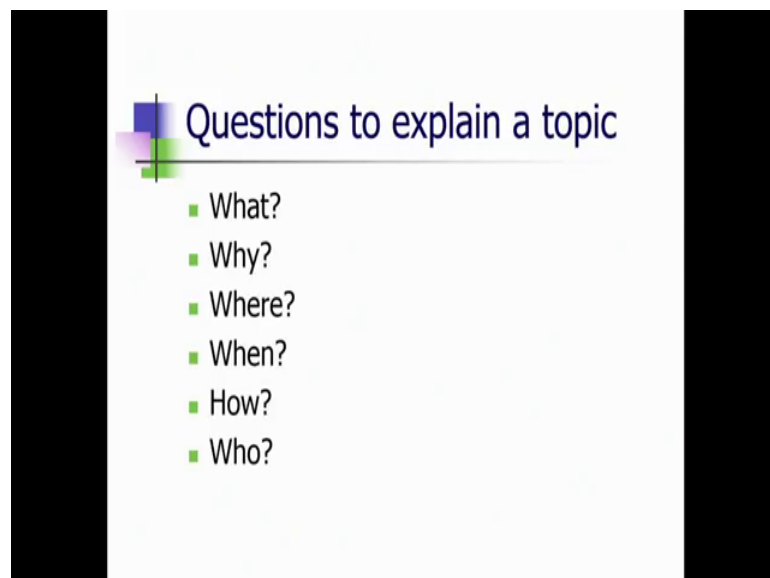 Questions to explain a topic
What?
Why?
Where?
When?
How?
Who?